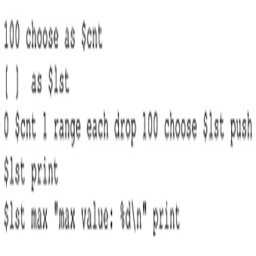 100 choose as $cnt
[ ] as $lst
0 $cnt 1 range each drop 100 choose $lst push
$lst print
$lst max "max value: %d\n" print